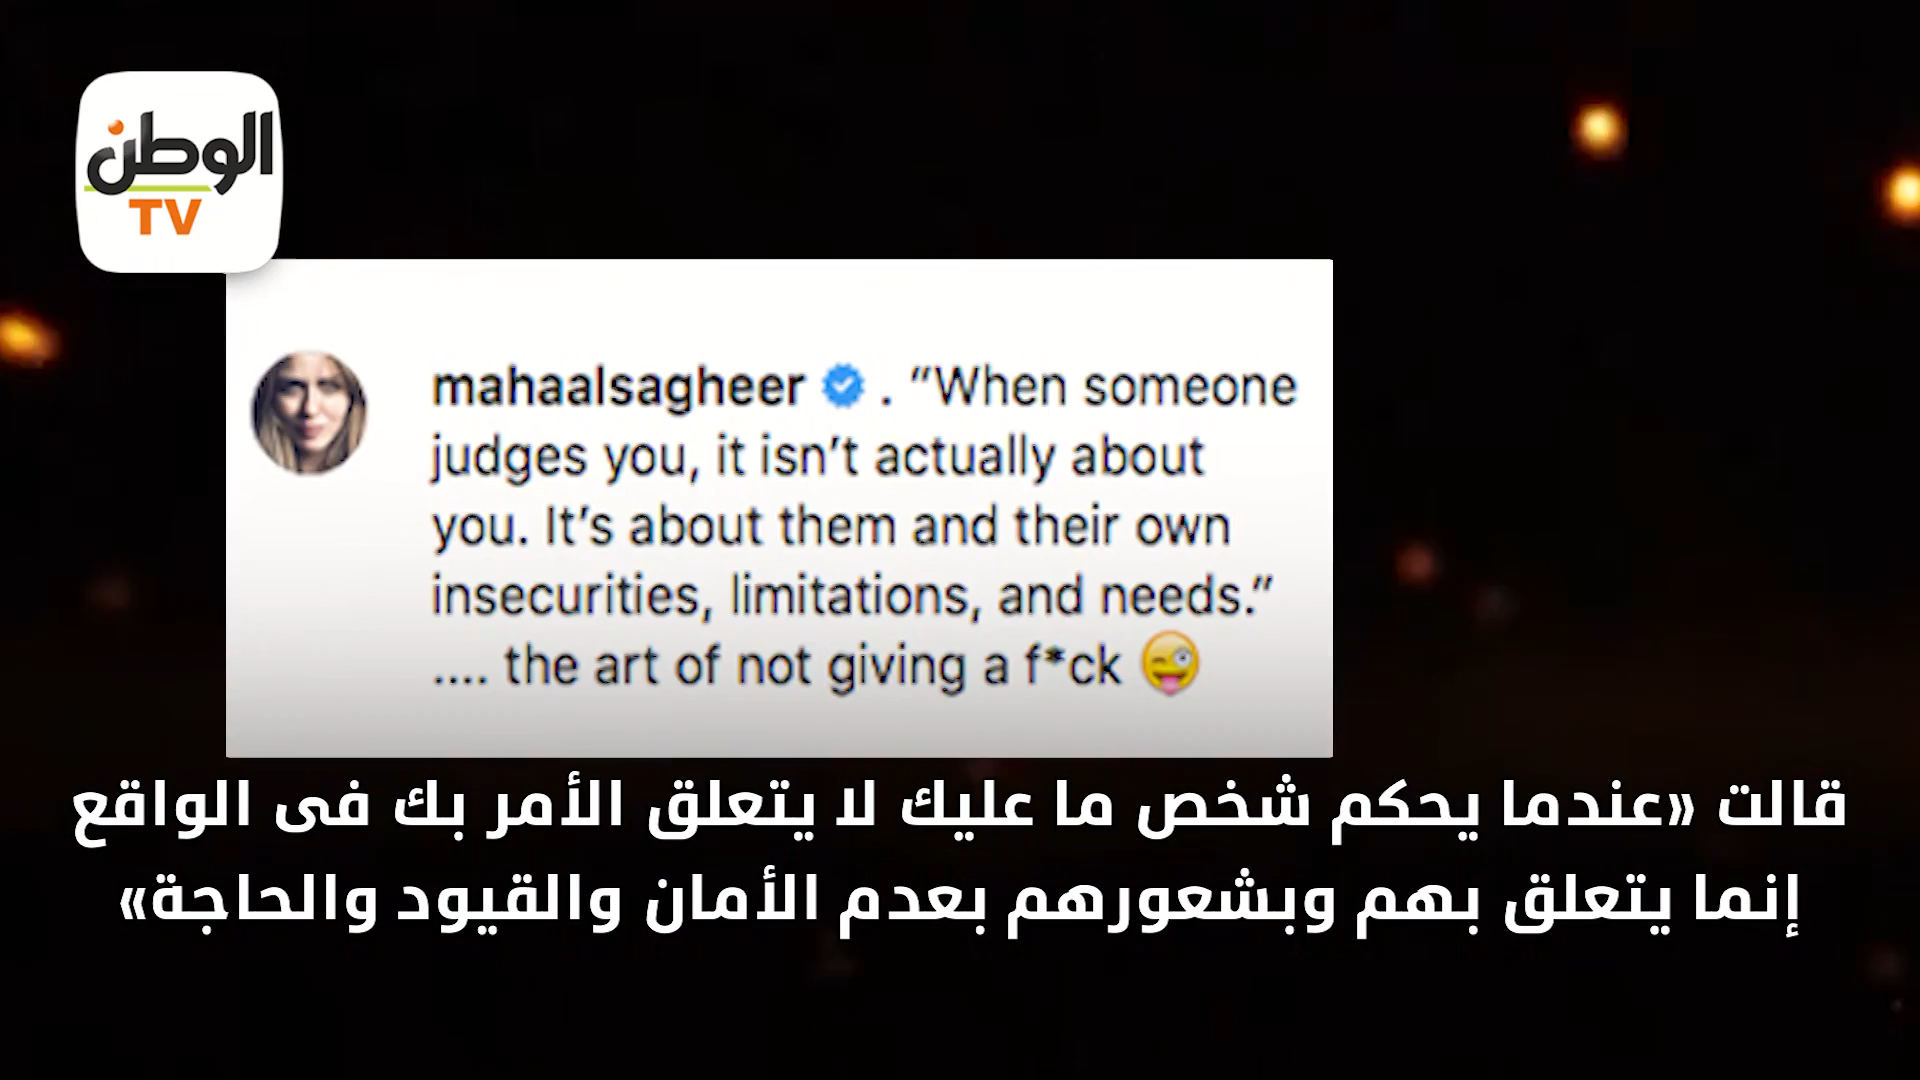 الوطن
TV
mahaalsagheer . “When someone
judges you, it isn’t actually about
you. It’s about them and their own
insecurities, limitations, and needs.”
.... the art of not giving a f*ck 😜
قالت «عندما يحكم شخص ما عليك لا يتعلق الأمر بك فى الواقع
إنما يتعلق بهم وبشعورهم بعدم الأمان والقيود والحاجة»